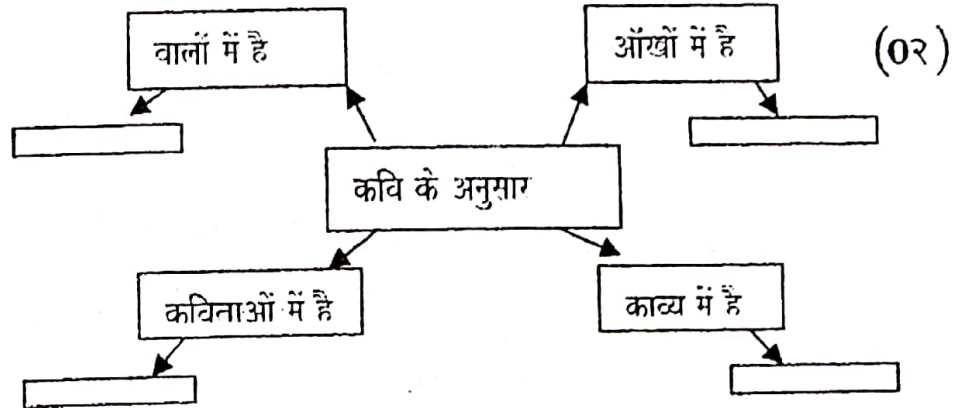 वालों में है
आँखों में है
(०२)
कवि के अनुसार
कविताओं में है
काव्य में है